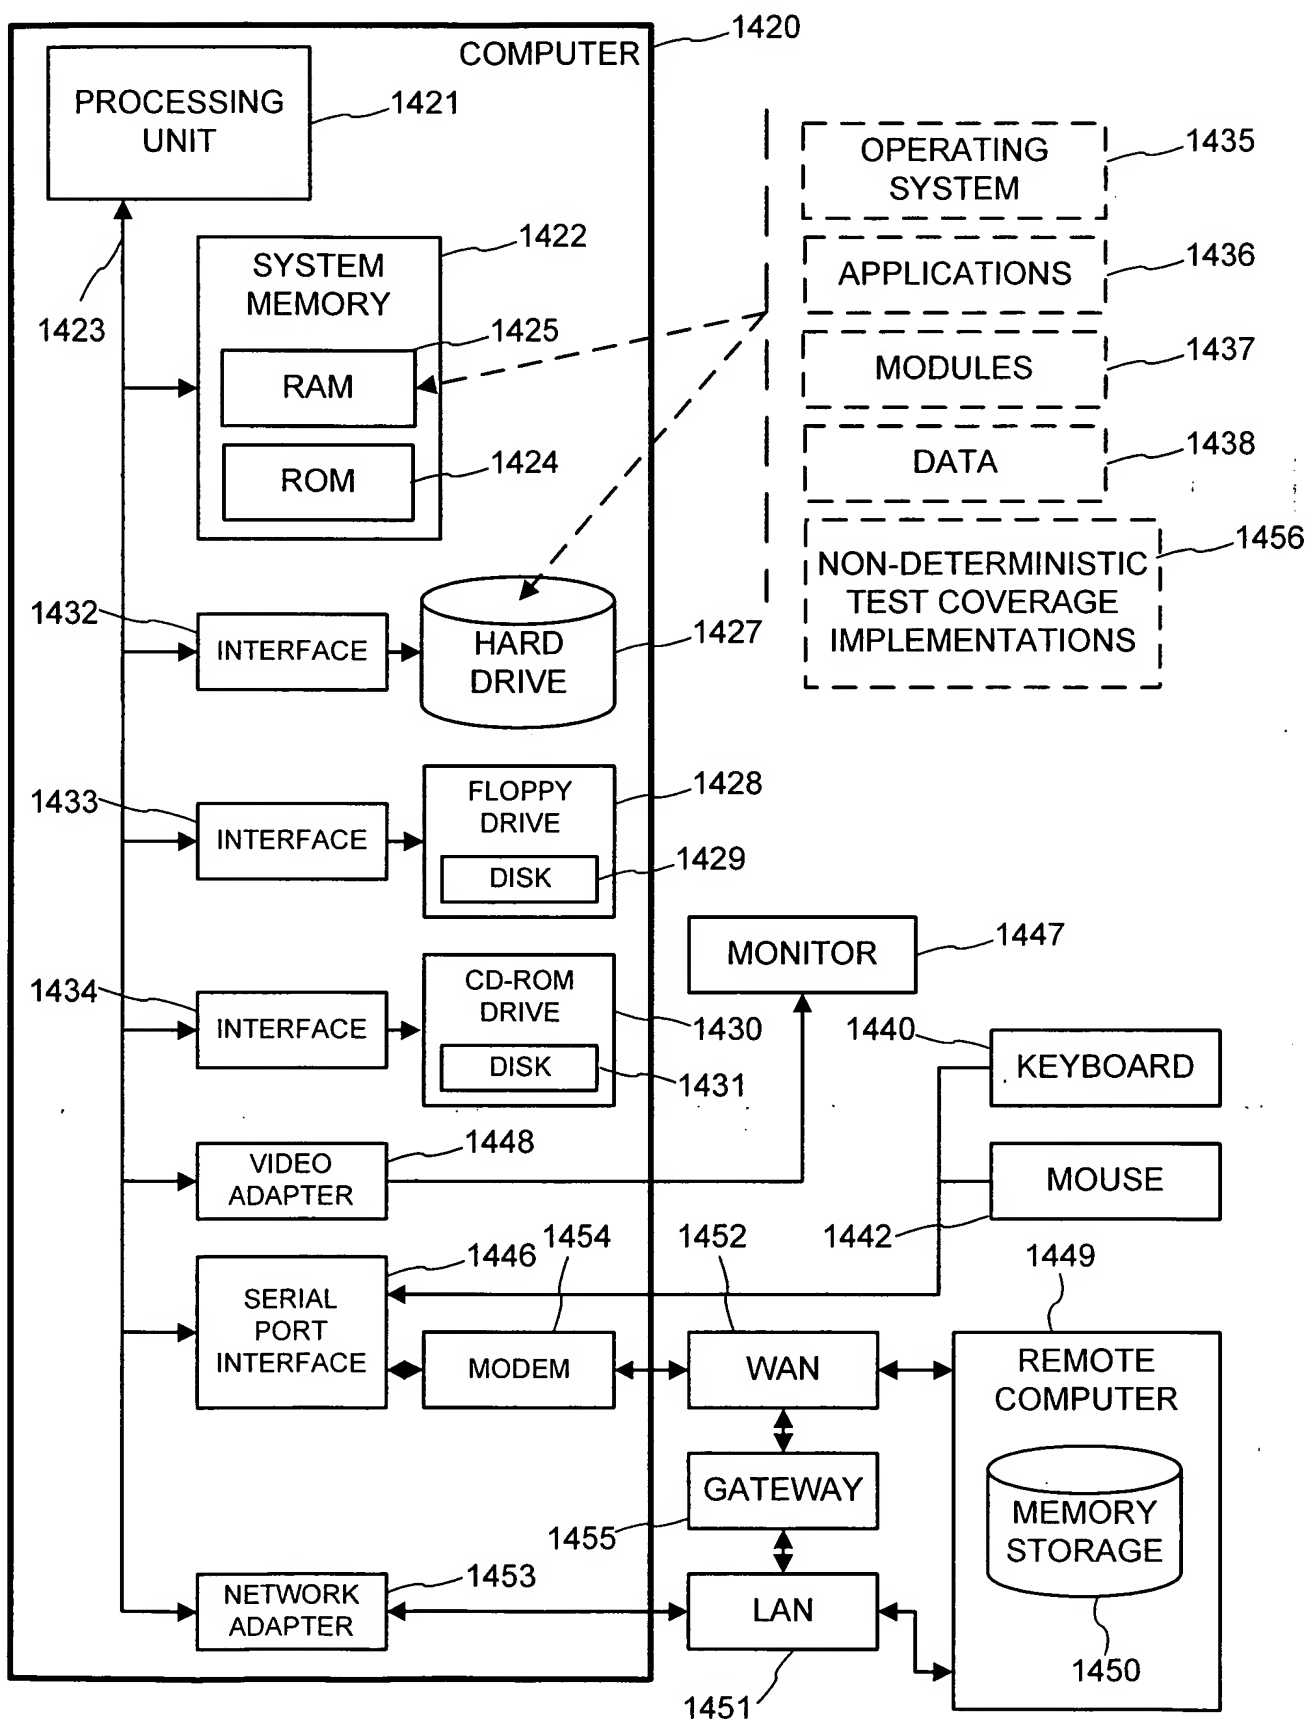 1420
COMPUTER
PROCESSING
UNIT
1421
1423
1422
SYSTEM
MEMORY
1425
RAM
1424
ROM
OPERATING
SYSTEM
1435
APPLICATIONS
1436
MODULES
1437
DATA
1438
NON-DETERMINISTIC
TEST COVERAGE
IMPLEMENTATIONS
1456
1432
INTERFACE
HARD
DRIVE
1427
1433
INTERFACE
FLOPPY
DRIVE
1428
DISK
1429
1434
INTERFACE
CD-ROM
DRIVE
1430
DISK
1431
MONITOR
1447
1440
KEYBOARD
MOUSE
1442
VIDEO
ADAPTER
1448
1446
SERIAL
PORT
INTERFACE
1454
MODEM
1452
WAN
1449
REMOTE
COMPUTER
GATEWAY
1455
MEMORY
STORAGE
1450
NETWORK
ADAPTER
1453
LAN
1451